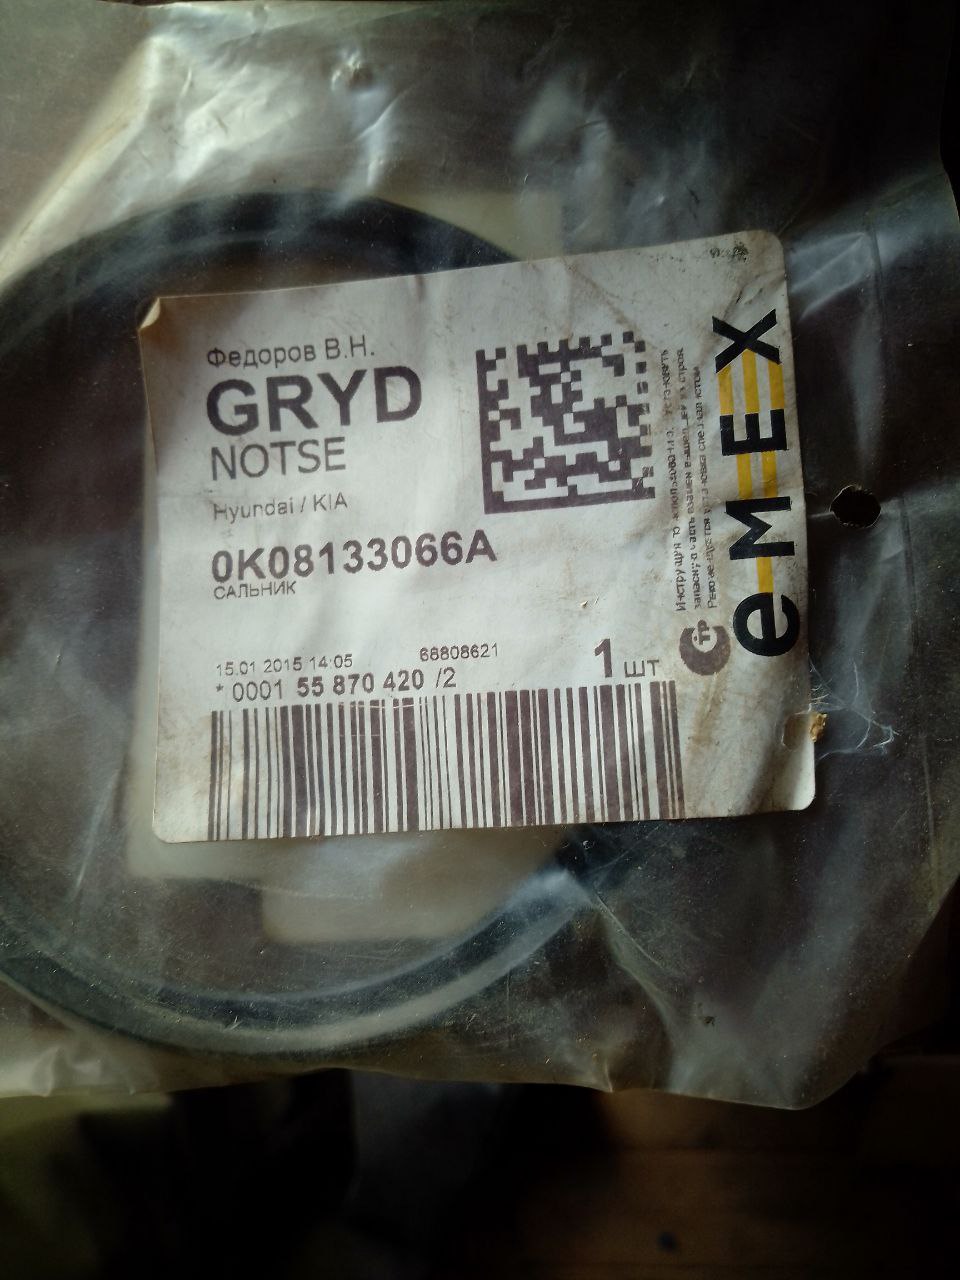 Федоров В.Н.
GRYD
NOTSE
Hyundai / KIA
0K08133066A
САЛЬНИК
15.01 2015 14:05 68808621
* 0001 55 870 420 /2
1 шт
e-MEX